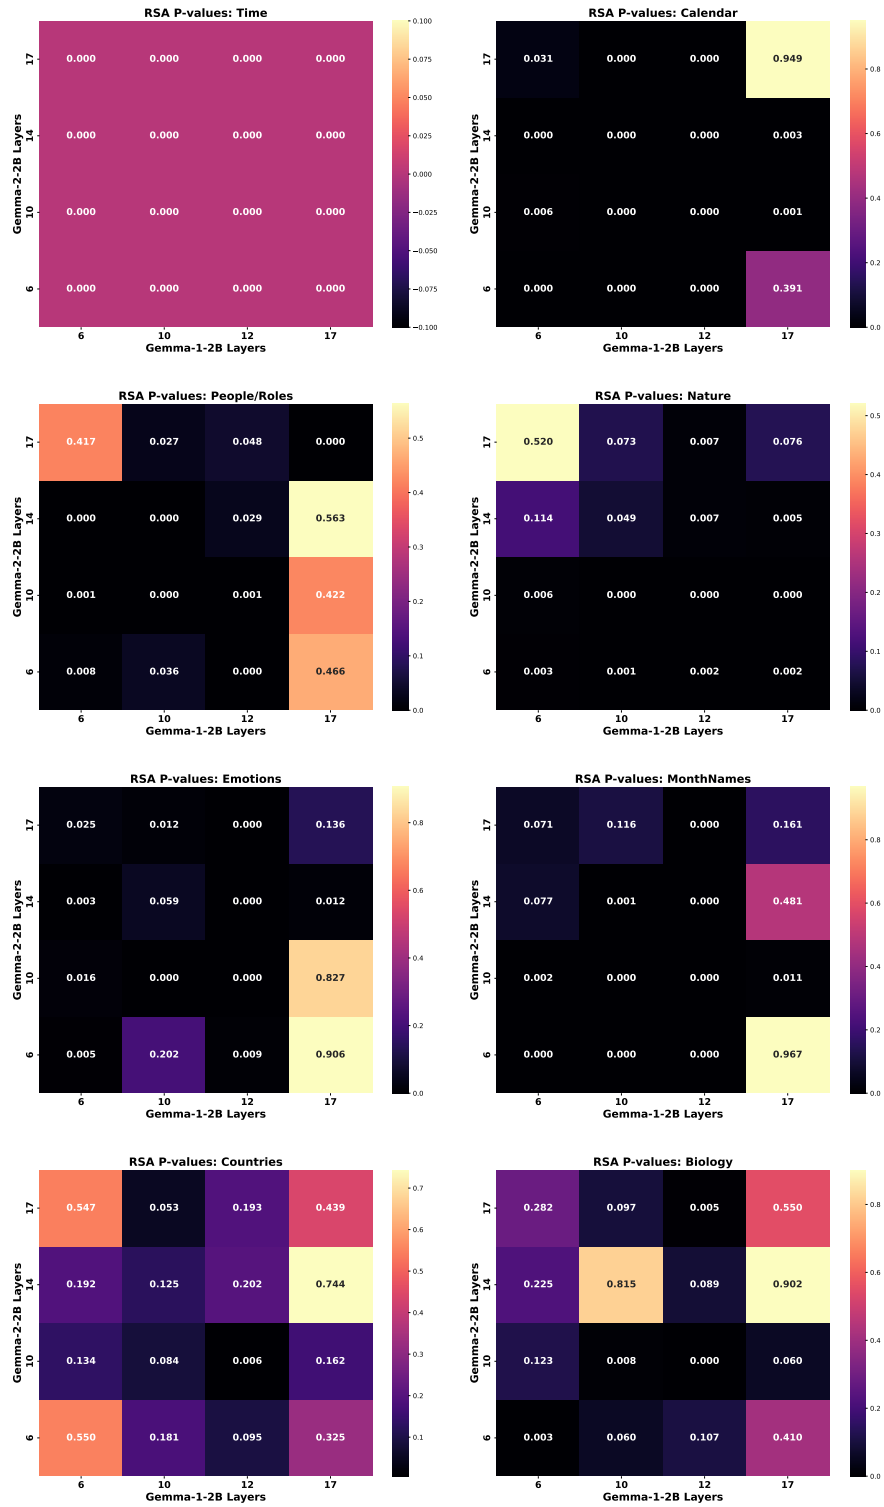 RSA P-values: Time
17
0.000 0.000 0.000 0.000
14
0.000 0.000 0.000 0.000
10
0.000 0.000 0.000 0.000
6
0.000 0.000 0.000 0.000
6 10 12 17
Gemma-1-2B Layers
Gemma-2-2B Layers
0.100
0.075
0.050
0.025
0.000
−0.025
−0.050
−0.075
−0.100
RSA P-values: Calendar
17
0.031 0.000 0.000 0.949
14
0.000 0.000 0.000 0.003
10
0.006 0.000 0.000 0.001
6
0.000 0.000 0.000 0.391
6 10 12 17
Gemma-1-2B Layers
Gemma-2-2B Layers
0.8
0.6
0.4
0.2
0.0
RSA P-values: People/Roles
17
0.417 0.027 0.048 0.000
14
0.000 0.000 0.029 0.563
10
0.001 0.000 0.001 0.422
6
0.008 0.036 0.000 0.466
6 10 12 17
Gemma-1-2B Layers
Gemma-2-2B Layers
0.5
0.4
0.3
0.2
0.1
0.0
RSA P-values: Nature
17
0.520 0.073 0.007 0.076
14
0.114 0.049 0.007 0.005
10
0.006 0.000 0.000 0.000
6
0.003 0.001 0.002 0.002
6 10 12 17
Gemma-1-2B Layers
Gemma-2-2B Layers
0.5
0.4
0.3
0.2
0.1
0.0
RSA P-values: Emotions
17
0.025 0.012 0.000 0.136
14
0.003 0.059 0.000 0.012
10
0.016 0.000 0.000 0.827
6
0.005 0.202 0.009 0.906
6 10 12 17
Gemma-1-2B Layers
Gemma-2-2B Layers
0.8
0.6
0.4
0.2
0.0
RSA P-values: MonthNames
17
0.071 0.116 0.000 0.161
14
0.077 0.001 0.000 0.481
10
0.002 0.000 0.000 0.011
6
0.000 0.000 0.000 0.967
6 10 12 17
Gemma-1-2B Layers
Gemma-2-2B Layers
0.8
0.6
0.4
0.2
0.0
RSA P-values: Countries
17
0.547 0.053 0.193 0.439
14
0.192 0.125 0.202 0.744
10
0.134 0.084 0.006 0.162
6
0.550 0.181 0.095 0.325
6 10 12 17
Gemma-1-2B Layers
Gemma-2-2B Layers
0.7
0.6
0.5
0.4
0.3
0.2
0.1
RSA P-values: Biology
17
0.282 0.097 0.005 0.550
14
0.225 0.815 0.089 0.902
10
0.123 0.008 0.000 0.060
6
0.003 0.060 0.107 0.410
6 10 12 17
Gemma-1-2B Layers
Gemma-2-2B Layers
0.8
0.6
0.4
0.2
0.0